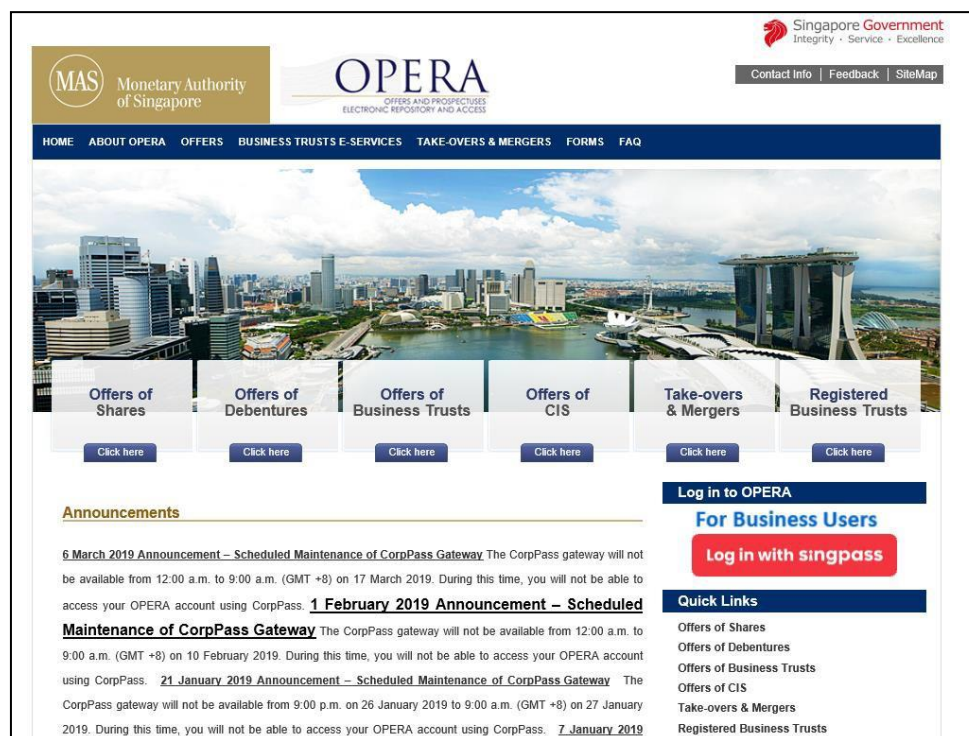 Singapore Government
Integrity · Service · Excellence
MAS
Monetary Authority
of Singapore
OPERA
OFFERS AND PROSPECTUSES
ELECTRONIC REPOSITORY AND ACCESS
Contact Info | Feedback | SiteMap
HOME ABOUT OPERA OFFERS BUSINESS TRUSTS E-SERVICES TAKE-OVERS & MERGERS FORMS FAQ
Offers of
Shares
Click here
Offers of
Debentures
Click here
Offers of
Business Trusts
Click here
Offers of
CIS
Click here
Take-overs
& Mergers
Click here
Registered
Business Trusts
Click here
Announcements
6 March 2019 Announcement – Scheduled Maintenance of CorpPass Gateway The CorpPass gateway will not
be available from 12:00 a.m. to 9:00 a.m. (GMT +8) on 17 March 2019. During this time, you will not be able to
access your OPERA account using CorpPass. 1 February 2019 Announcement – Scheduled
Maintenance of CorpPass Gateway The CorpPass gateway will not be available from 12:00 a.m. to
9:00 a.m. (GMT +8) on 10 February 2019. During this time, you will not be able to access your OPERA account
using CorpPass. 21 January 2019 Announcement – Scheduled Maintenance of CorpPass Gateway The
CorpPass gateway will not be available from 9:00 p.m. on 26 January 2019 to 9:00 a.m. (GMT +8) on 27 January
2019. During this time, you will not be able to access your OPERA account using CorpPass. 7 January 2019
Log in to OPERA
For Business Users
Log in with singpass
Quick Links
Offers of Shares
Offers of Debentures
Offers of Business Trusts
Offers of CIS
Take-overs & Mergers
Registered Business Trusts